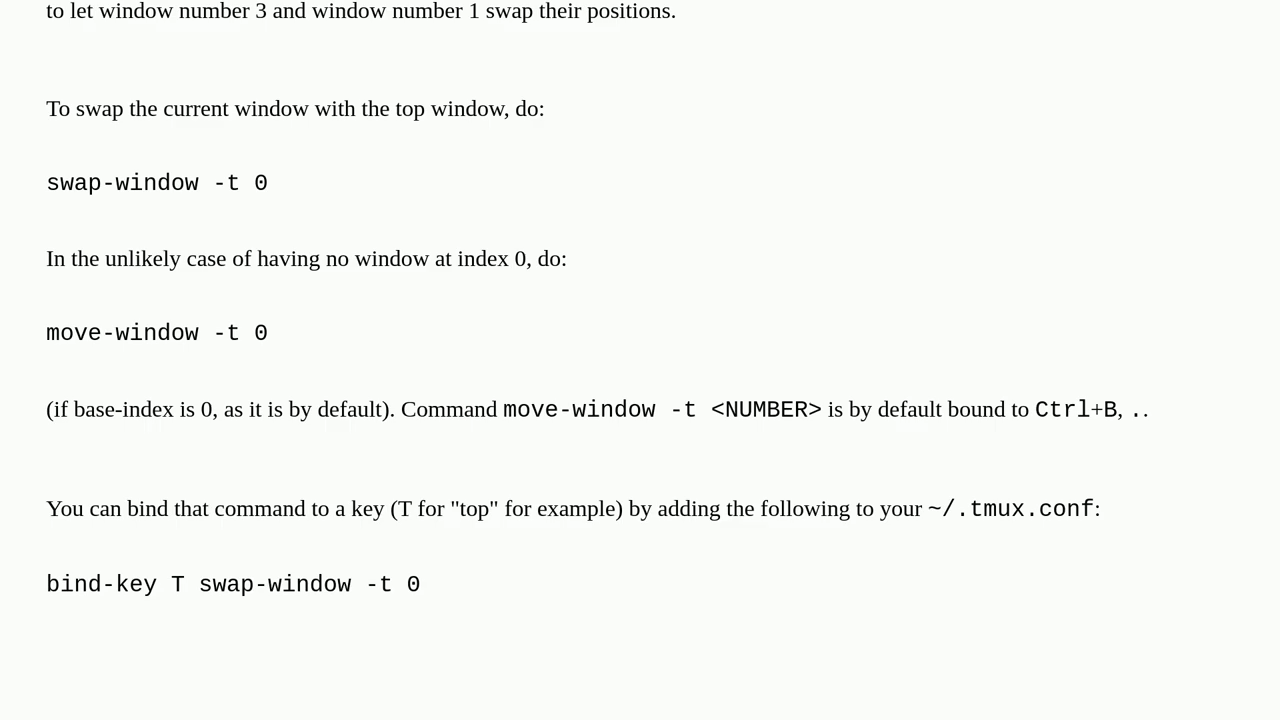 to let window number 3 and window number 1 swap their positions.
To swap the current window with the top window, do:
swap-window -t 0
In the unlikely case of having no window at index 0, do:
move-window -t 0
(if base-index is 0, as it is by default). Command move-window -t <NUMBER> is by default bound to Ctrl+B, ..
You can bind that command to a key (T for "top" for example) by adding the following to your ~/.tmux.conf:
bind-key T swap-window -t 0